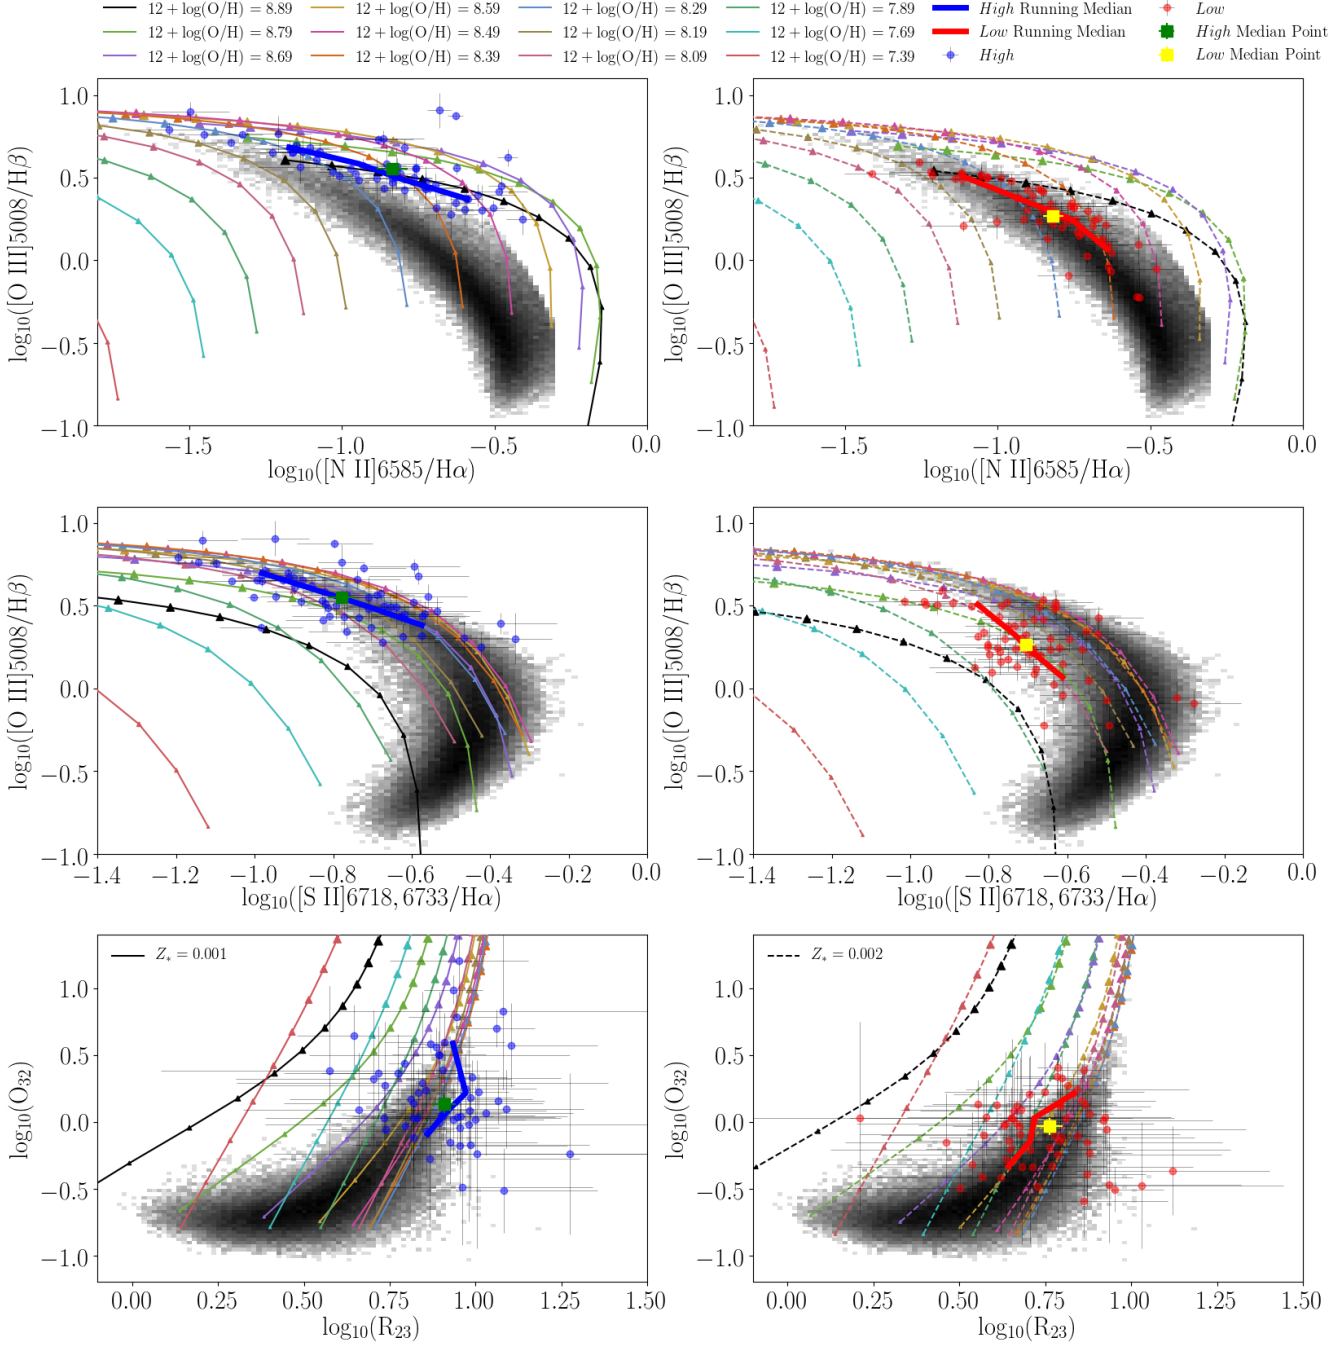 12 + log(O/H) = 8.89 12 + log(O/H) = 8.59 12 + log(O/H) = 8.29 12 + log(O/H) = 7.89 High Running Median Low
12 + log(O/H) = 8.79 12 + log(O/H) = 8.49 12 + log(O/H) = 8.19 12 + log(O/H) = 7.69 Low Running Median High Median Point
12 + log(O/H) = 8.69 12 + log(O/H) = 8.39 12 + log(O/H) = 8.09 12 + log(O/H) = 7.39 High Low Median Point
log₁₀([O III]5008/Hβ)
1.0
0.5
0.0
−0.5
−1.0
−1.5 −1.0 −0.5 0.0
log₁₀([N II]6585/Hα)
log₁₀([O III]5008/Hβ)
1.0
0.5
0.0
−0.5
−1.0
−1.5 −1.0 −0.5 0.0
log₁₀([N II]6585/Hα)
log₁₀([O III]5008/Hβ)
1.0
0.5
0.0
−0.5
−1.0
−1.4 −1.2 −1.0 −0.8 −0.6 −0.4 −0.2 0.0
log₁₀([S II]6718, 6733/Hα)
log₁₀([O III]5008/Hβ)
1.0
0.5
0.0
−0.5
−1.0
−1.4 −1.2 −1.0 −0.8 −0.6 −0.4 −0.2 0.0
log₁₀([S II]6718, 6733/Hα)
Z* = 0.001
log₁₀(O₃₂)
1.0
0.5
0.0
−0.5
−1.0
0.00 0.25 0.50 0.75 1.00 1.25 1.50
log₁₀(R₂₃)
Z* = 0.002
log₁₀(O₃₂)
1.0
0.5
0.0
−0.5
−1.0
0.00 0.25 0.50 0.75 1.00 1.25 1.50
log₁₀(R₂₃)